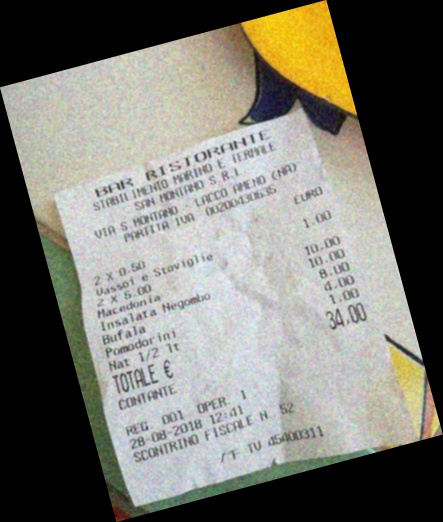 BAR RISTORANTE
STABILIMENTO MARINO E TERMALE
SAN MONTANO S.R.L
VIA S MONTANO - LACCO AMENO (NA)
PARTITA IVA 00200430635
EURO
2 X 0.50
Vassoi e Stoviglie 1.00
2 X 5.00
Macedonia 10.00
Insalata Negombo 10.00
Bufala 8.00
Pomodorini 4.00
Nat 1/2 lt 1.00
TOTALE € 34.00
CONTANTE
REG 001 OPER. 1
28-08-2018 12:41
SCONTRINO FISCALE N 52
/F TU 45400311